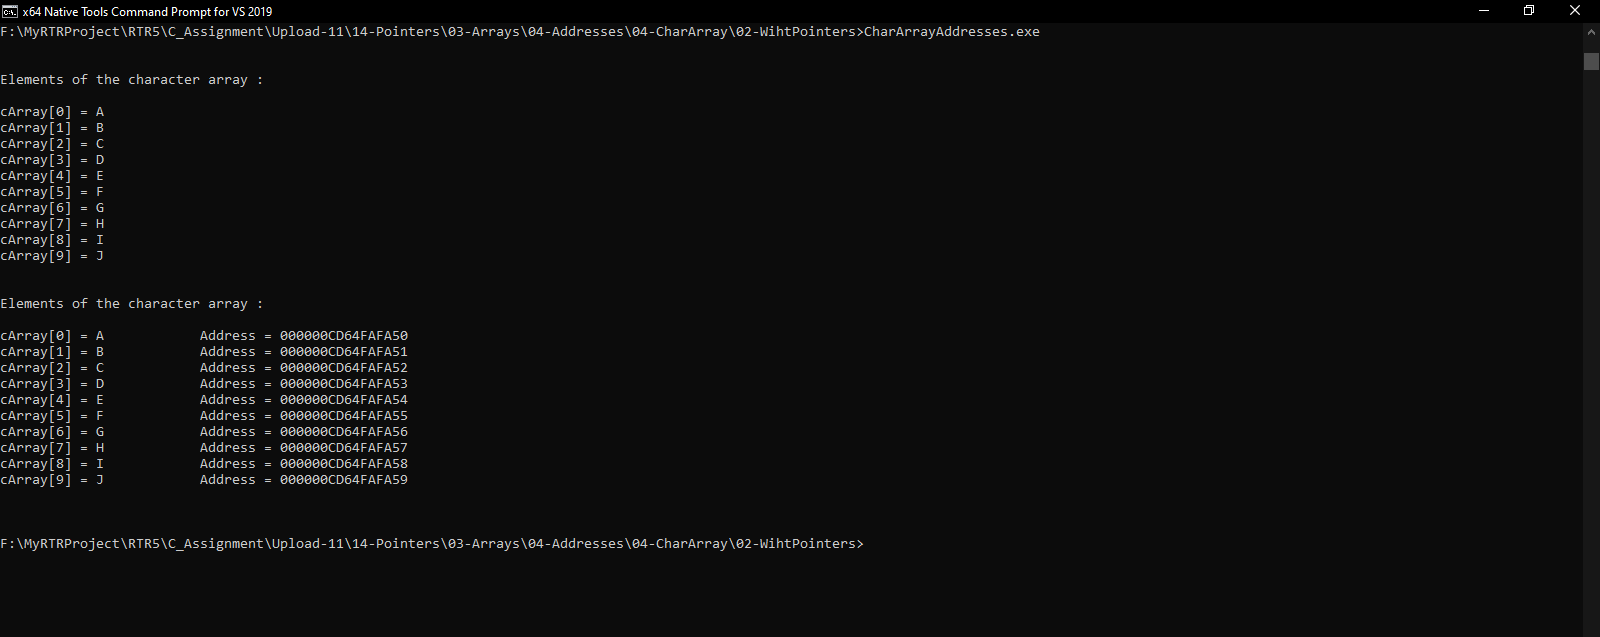 x64 Native Tools Command Prompt for VS 2019
F:\MyRTRProject\RTR5\C_Assignment\Upload-11\14-Pointers\03-Arrays\04-Addresses\04-CharArray\02-WihtPointers>CharArrayAddresses.exe
Elements of the character array :
cArray[0] = A
cArray[1] = B
cArray[2] = C
cArray[3] = D
cArray[4] = E
cArray[5] = F
cArray[6] = G
cArray[7] = H
cArray[8] = I
cArray[9] = J
Elements of the character array :
cArray[0] = A            Address = 000000CD64FAFA50
cArray[1] = B            Address = 000000CD64FAFA51
cArray[2] = C            Address = 000000CD64FAFA52
cArray[3] = D            Address = 000000CD64FAFA53
cArray[4] = E            Address = 000000CD64FAFA54
cArray[5] = F            Address = 000000CD64FAFA55
cArray[6] = G            Address = 000000CD64FAFA56
cArray[7] = H            Address = 000000CD64FAFA57
cArray[8] = I            Address = 000000CD64FAFA58
cArray[9] = J            Address = 000000CD64FAFA59
F:\MyRTRProject\RTR5\C_Assignment\Upload-11\14-Pointers\03-Arrays\04-Addresses\04-CharArray\02-WihtPointers>